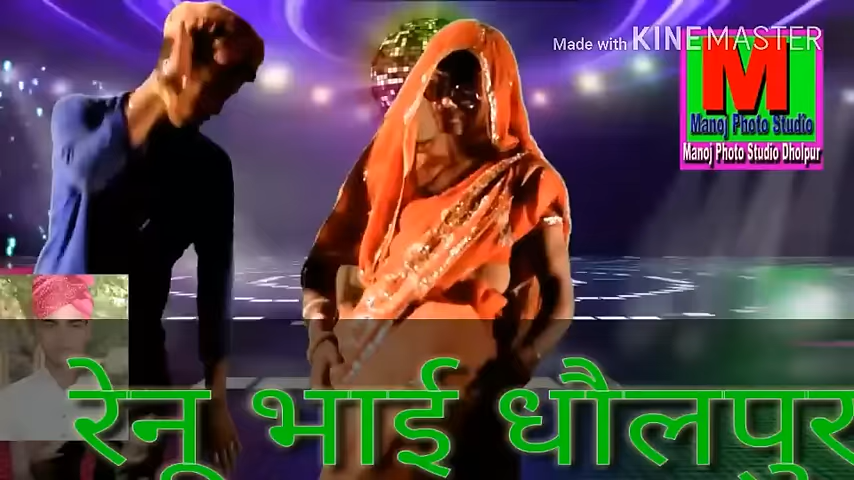 Made with KINEMASTER
M
Manoj Photo Studio
Manoj Photo Studio Dholpur
रेनू भाई धौलपुर